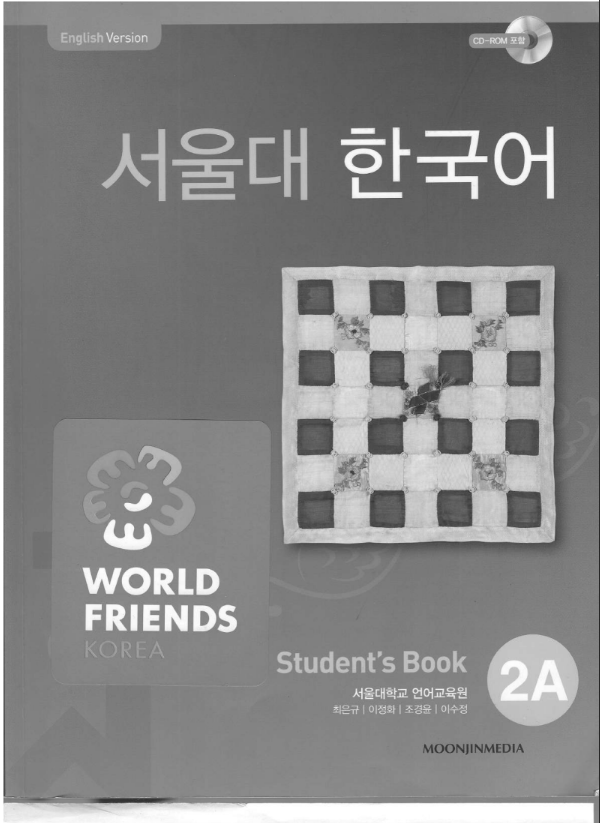 English Version
CD-ROM 포함
서울대 한국어
WORLD
FRIENDS
KOREA
Student's Book
2A
서울대학교 언어교육원
최은규 | 이정화 | 조경윤 | 이수정
MOONJINMEDIA